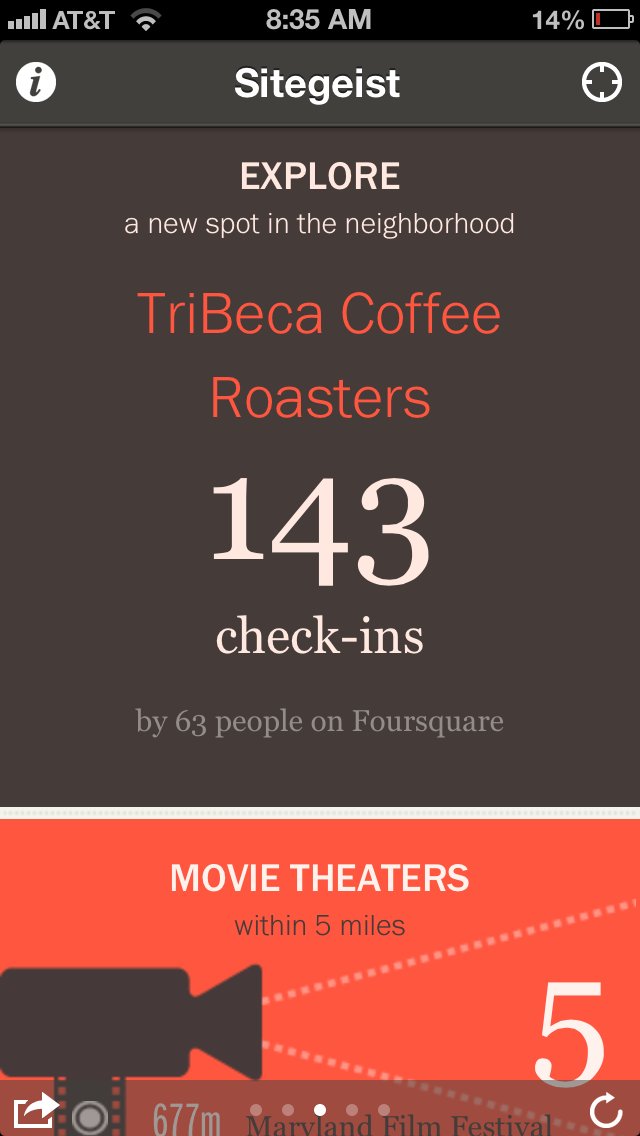 AT&T 8:35 AM 14%
i Sitegeist
EXPLORE
a new spot in the neighborhood
TriBeca Coffee
Roasters
143
check-ins
by 63 people on Foursquare
MOVIE THEATERS
within 5 miles
5
677m Maryland Film Festival